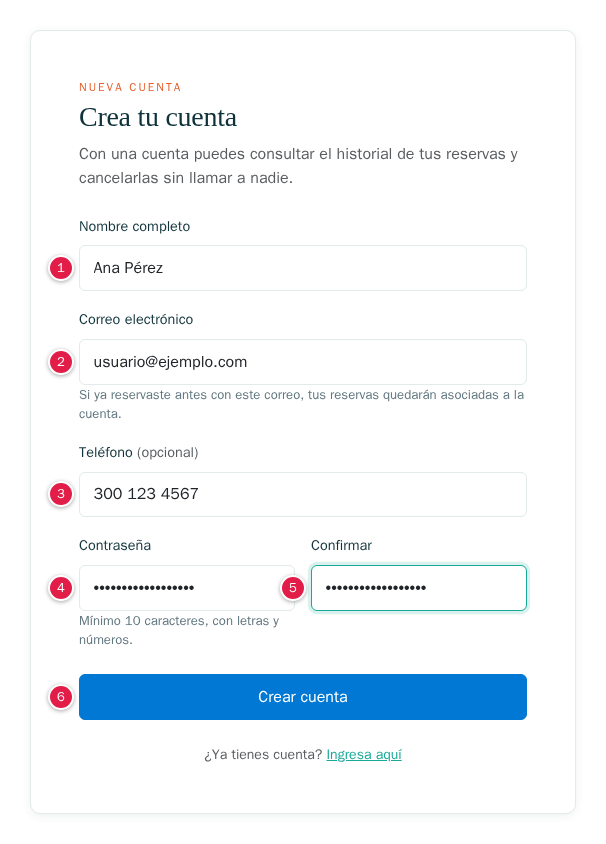 NUEVA CUENTA
Crea tu cuenta
Con una cuenta puedes consultar el historial de tus reservas y
cancelarlas sin llamar a nadie.
Nombre completo
1 Ana Pérez
Correo electrónico
2 usuario@ejemplo.com
Si ya reservaste antes con este correo, tus reservas quedarán asociadas a la
cuenta.
Teléfono (opcional)
3 300 123 4567
Contraseña Confirmar
4 •••••••••••••••••• 5 ••••••••••••••••••
Mínimo 10 caracteres, con letras y
números.
6 Crear cuenta
¿Ya tienes cuenta? Ingresa aquí